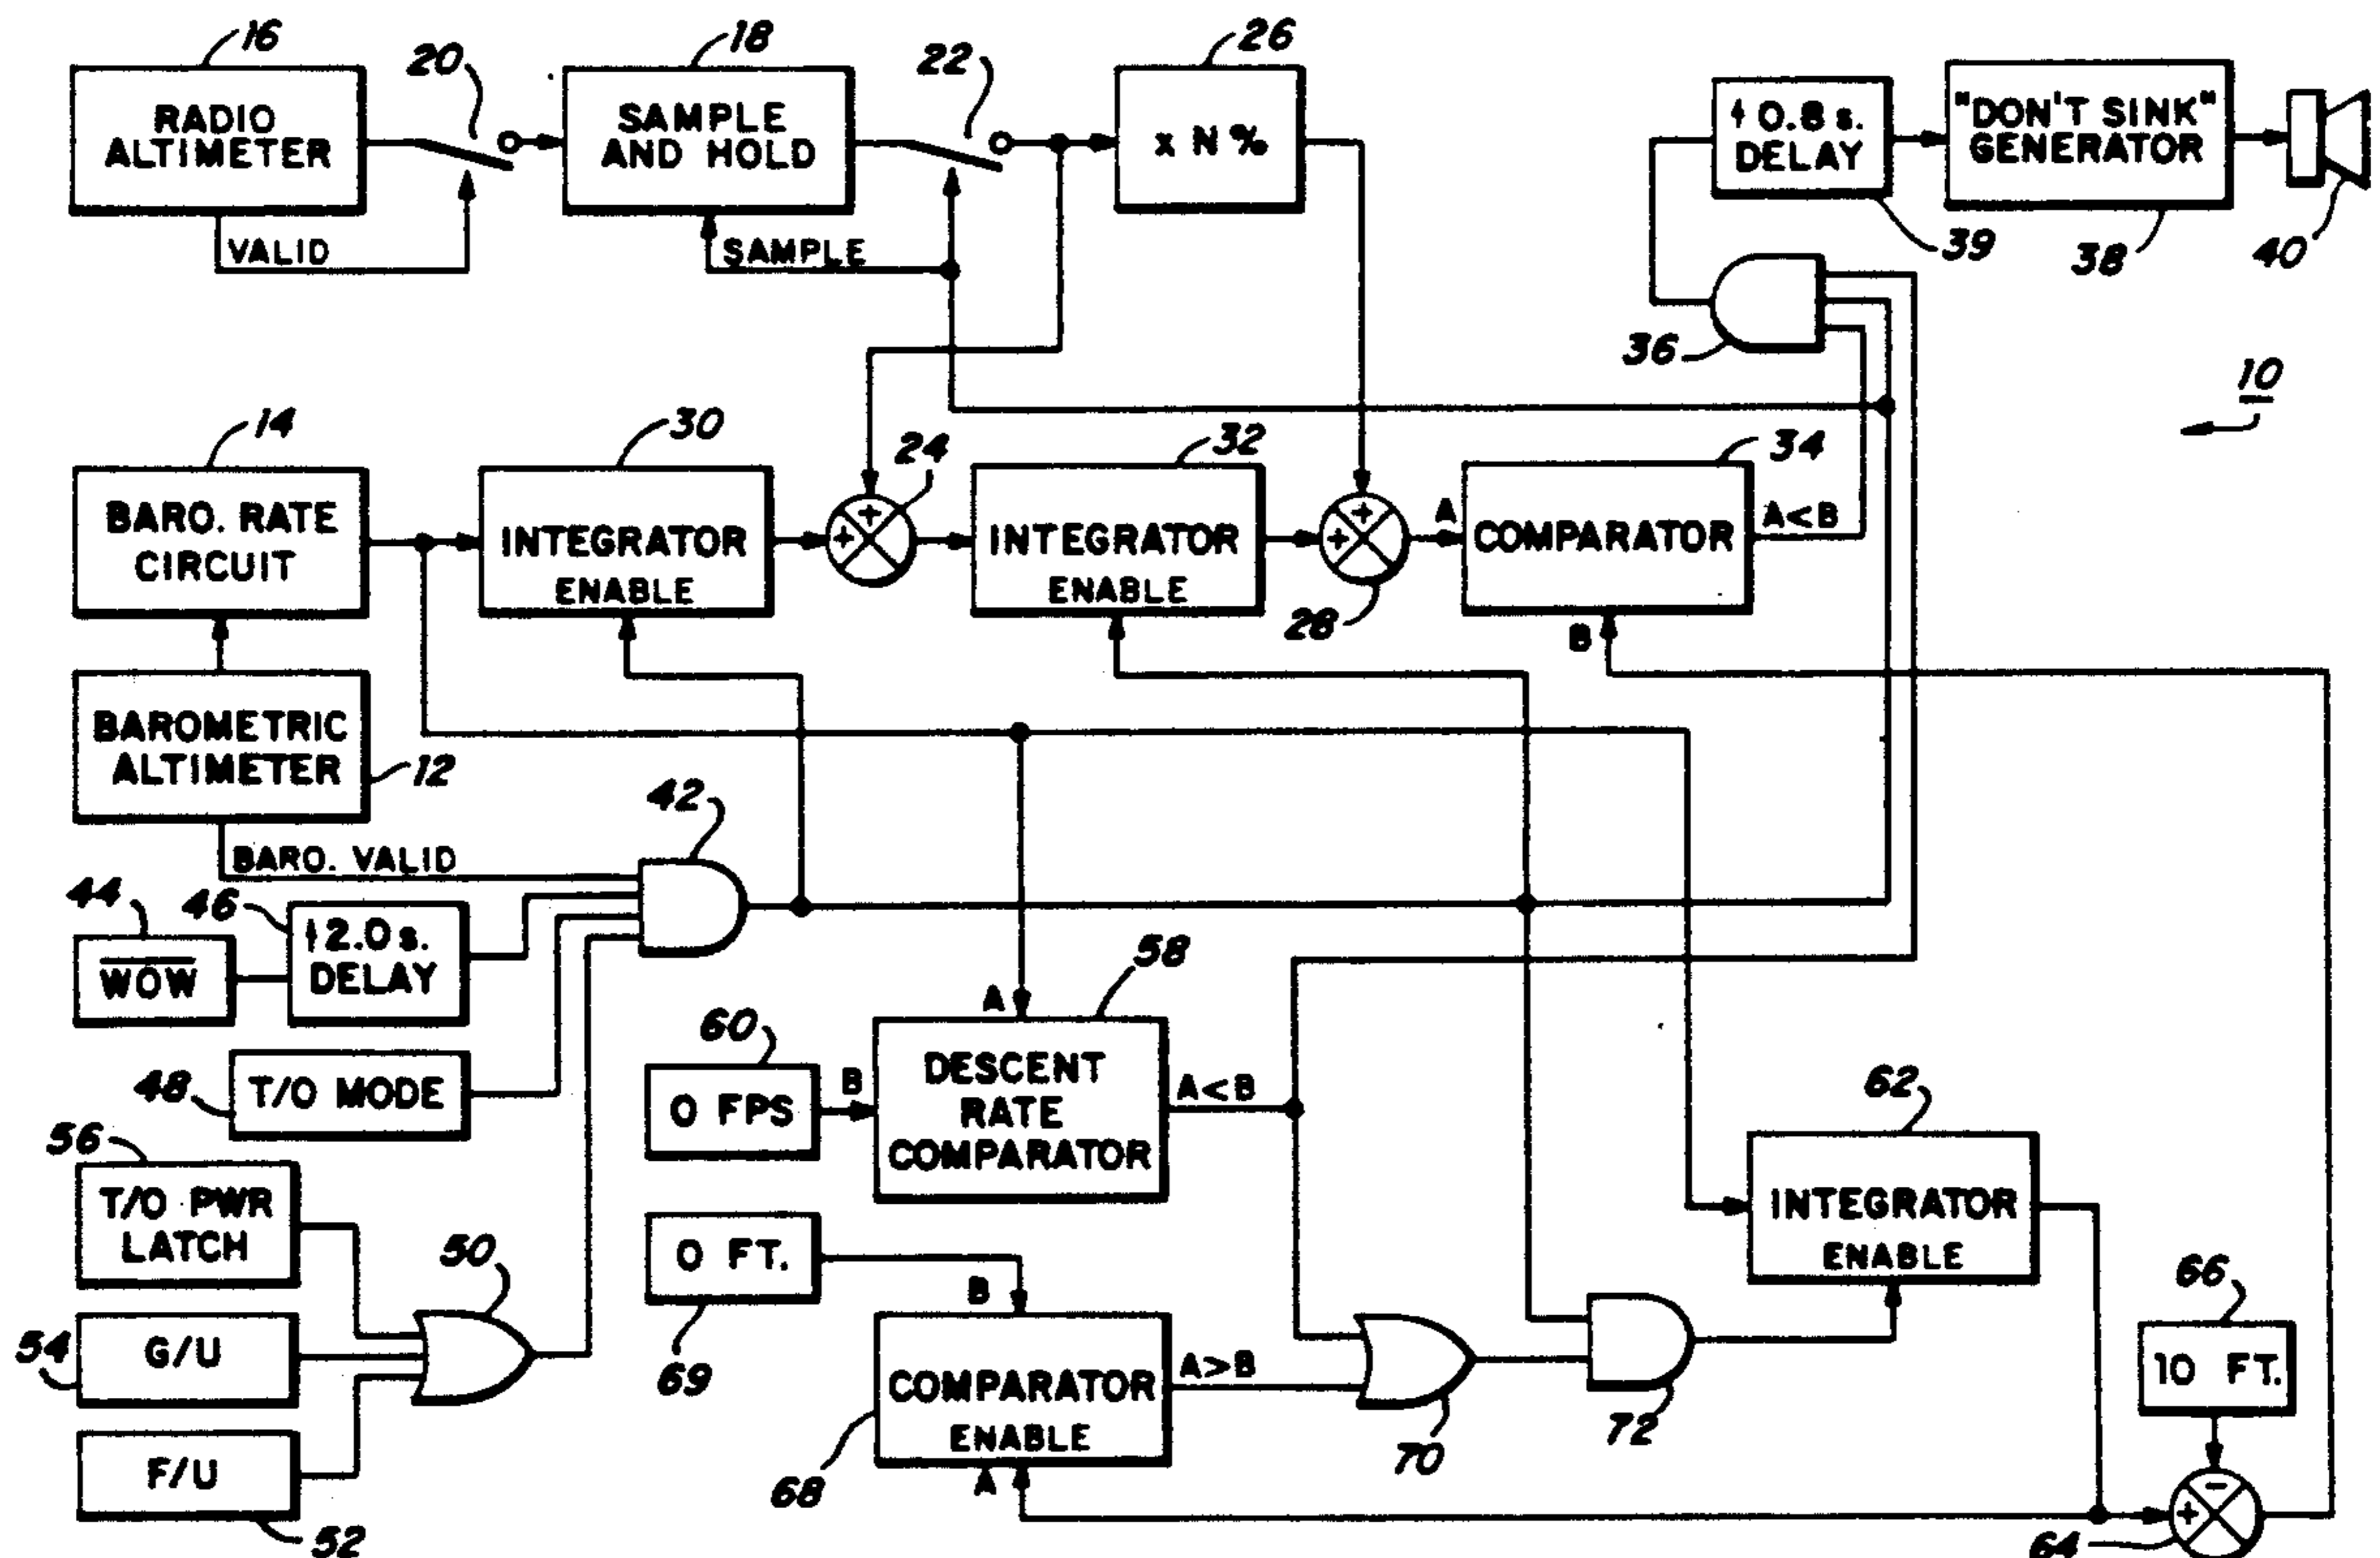 16
20
18
22
26
RADIO
ALTIMETER
SAMPLE
AND HOLD
x N %
↑ 0.8 s.
DELAY
"DON'T SINK"
GENERATOR
VALID
SAMPLE
39
38
40
36
10
14
30
24
32
34
BARO. RATE
CIRCUIT
INTEGRATOR
ENABLE
+
+
INTEGRATOR
ENABLE
+
+
A
COMPARATOR
A<B
28
B
BAROMETRIC
ALTIMETER
12
42
BARO. VALID
44
46
WOW
↑ 2.0 s.
DELAY
58
A
60
48
T/O MODE
0 FPS
B
DESCENT
RATE
COMPARATOR
A<B
62
56
T/O PWR
LATCH
50
0 FT.
INTEGRATOR
ENABLE
B
66
54
G/U
69
COMPARATOR
ENABLE
A>B
72
10 FT.
F/U
68
A
70
-
+
52
64